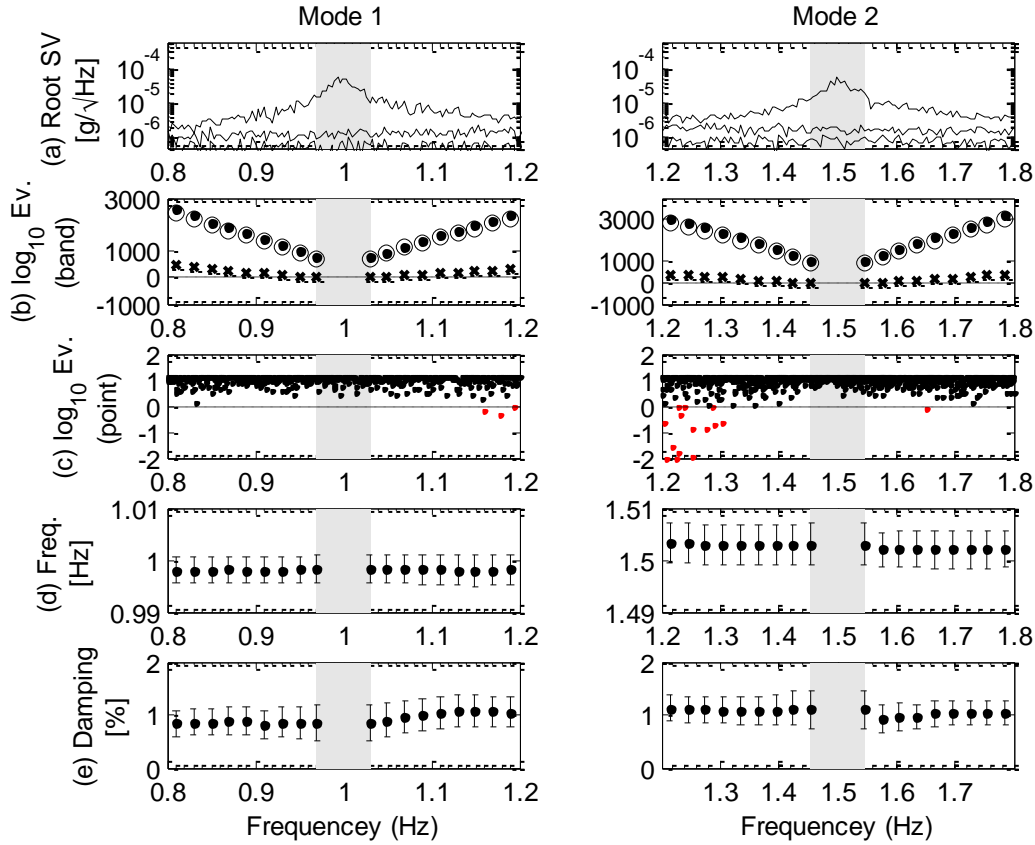 Mode 1
Mode 2
(a) Root SV
[g/√Hz]
10^-4
10^-5
10^-6
0.8 0.9 1 1.1 1.2
10^-4
10^-5
10^-6
1.2 1.3 1.4 1.5 1.6 1.7 1.8
(b) log10 Ev.
(band)
3000
1000
0
-1000
0.8 0.9 1 1.1 1.2
3000
1000
0
-1000
1.2 1.3 1.4 1.5 1.6 1.7 1.8
(c) log10 Ev.
(point)
2
1
0
-1
-2
0.8 0.9 1 1.1 1.2
2
1
0
-1
-2
1.2 1.3 1.4 1.5 1.6 1.7 1.8
(d) Freq.
[Hz]
1.01
1
0.99
0.8 0.9 1 1.1 1.2
1.51
1.5
1.49
1.2 1.3 1.4 1.5 1.6 1.7 1.8
(e) Damping
[%]
2
1
0
0.8 0.9 1 1.1 1.2
2
1
0
1.3 1.4 1.5 1.6 1.7 1.8
Frequencey (Hz)
Frequencey (Hz)